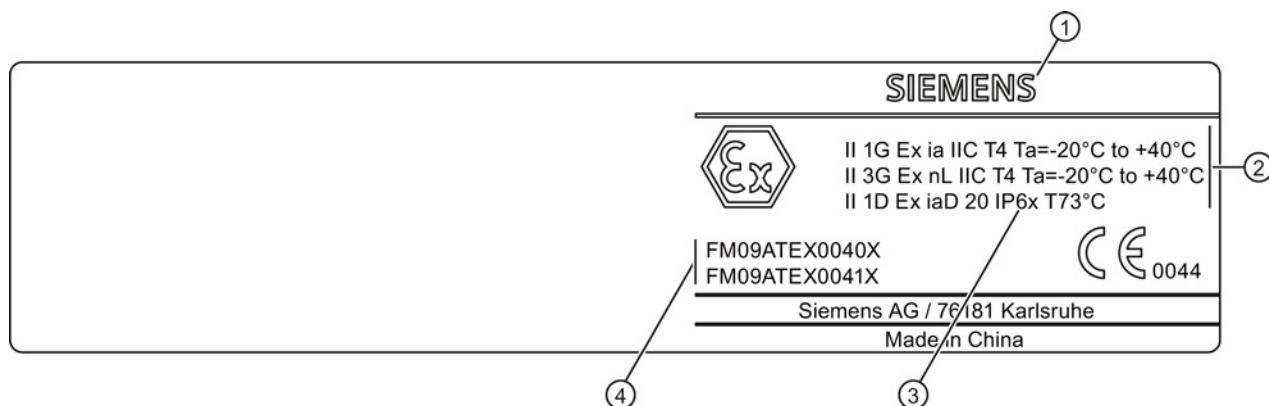 1
SIEMENS
Ex
II 1G Ex ia IIC T4 Ta=-20°C to +40°C
II 3G Ex nL IIC T4 Ta=-20°C to +40°C
II 1D Ex iaD 20 IP6x T73°C
2
FM09ATEX0040X
FM09ATEX0041X
CE 0044
Siemens AG / 76181 Karlsruhe
Made in China
4
3